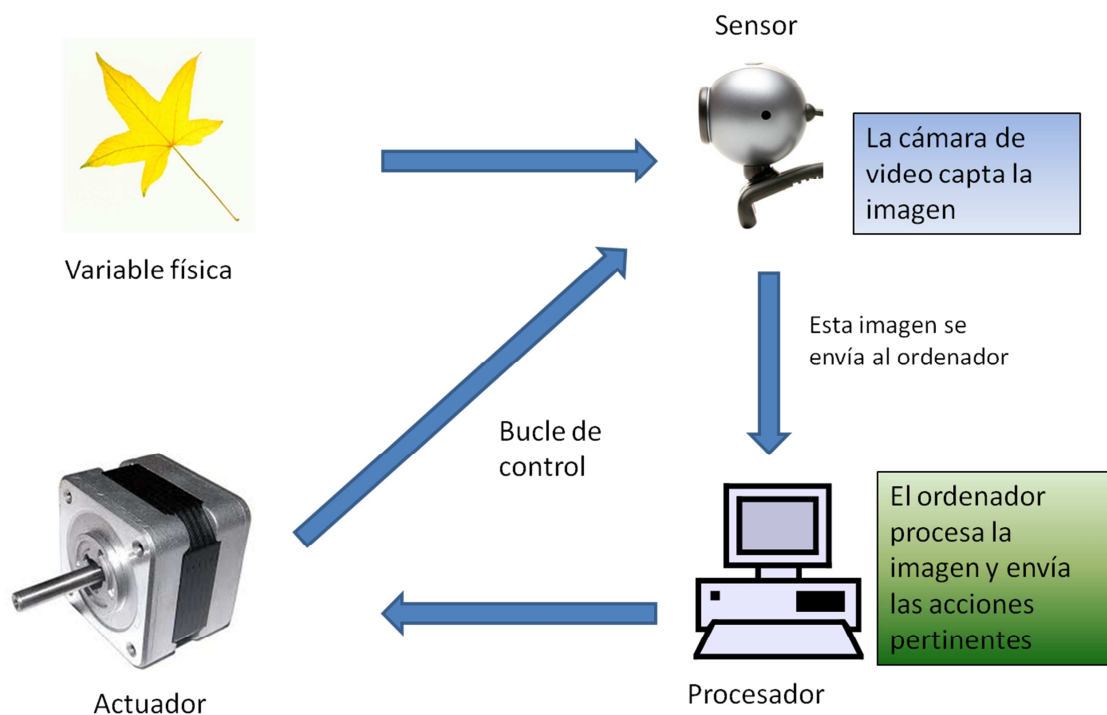 Sensor
La cámara de
video capta la
imagen
Variable física
Esta imagen se
envía al ordenador
Bucle de
control
El ordenador
procesa la
imagen y envía
las acciones
pertinentes
Actuador
Procesador